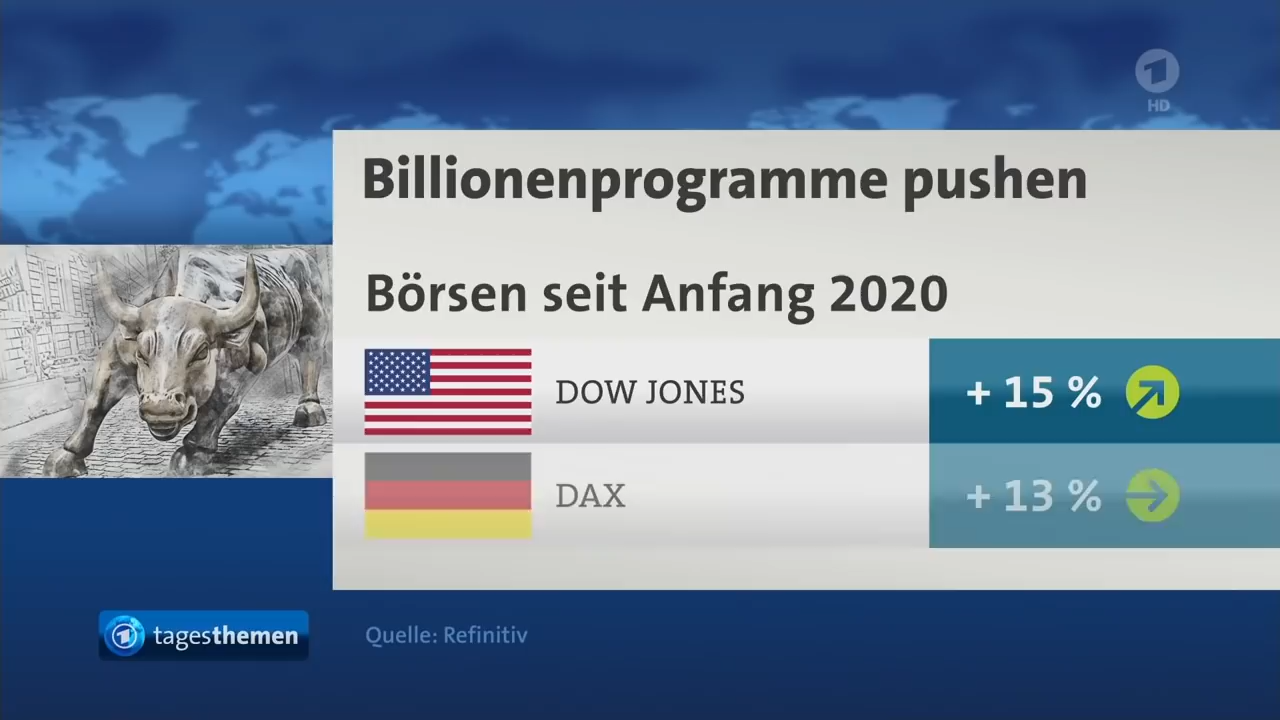 HD
Billionenprogramme pushen
Börsen seit Anfang 2020
DOW JONES + 15 %
DAX + 13 %
tagesthemen
Quelle: Refinitiv